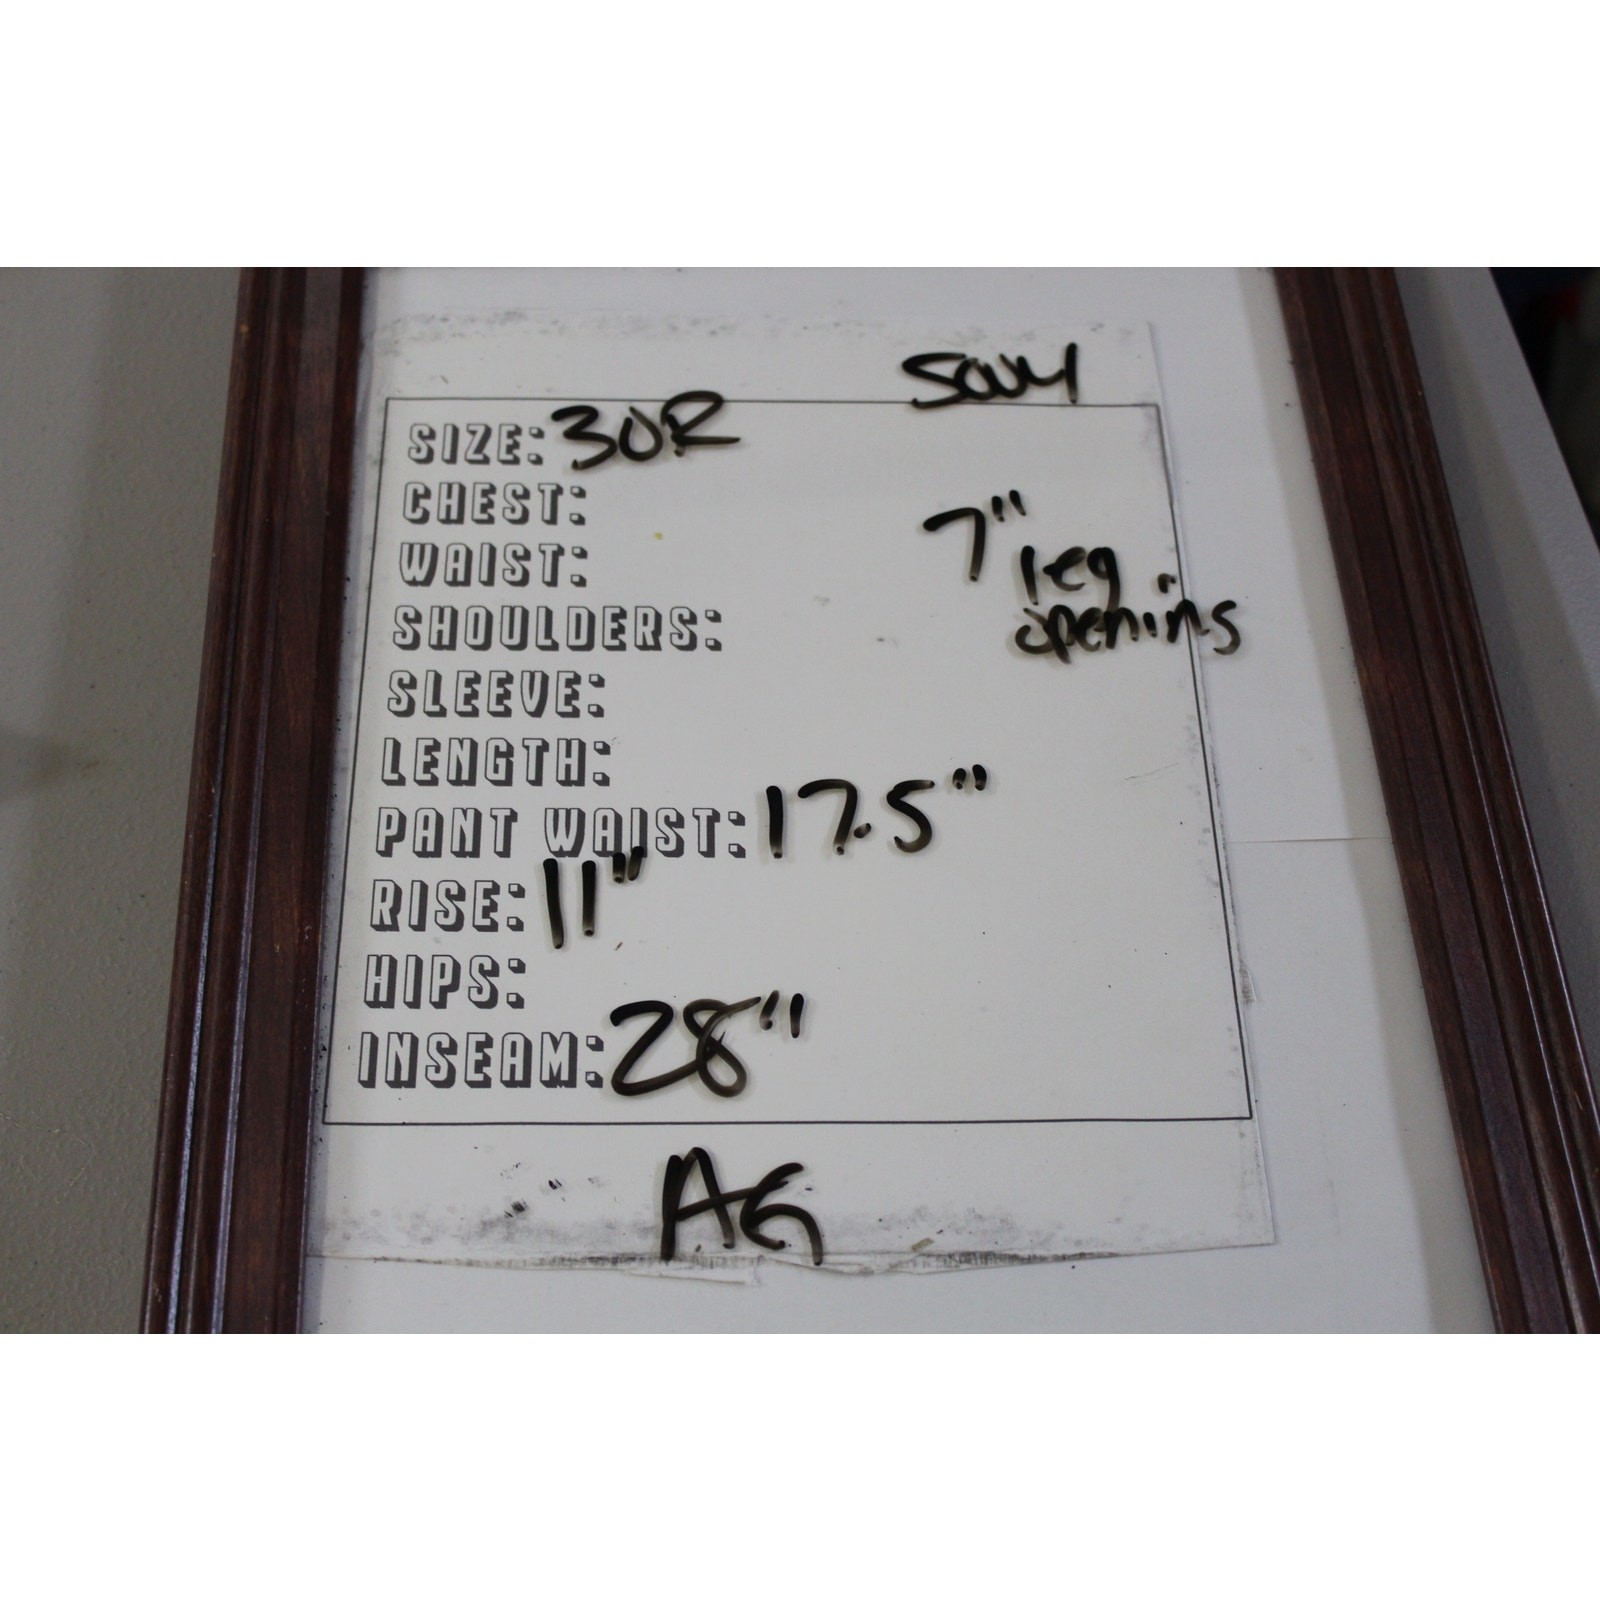 5004
SIZE: 30R
CHEST:
WAIST:
7" leg
opening
SHOULDERS:
SLEEVE:
LENGTH:
PANT WAIST: 17.5"
RISE: 11"
HIPS:
INSEAM: 28"
AG